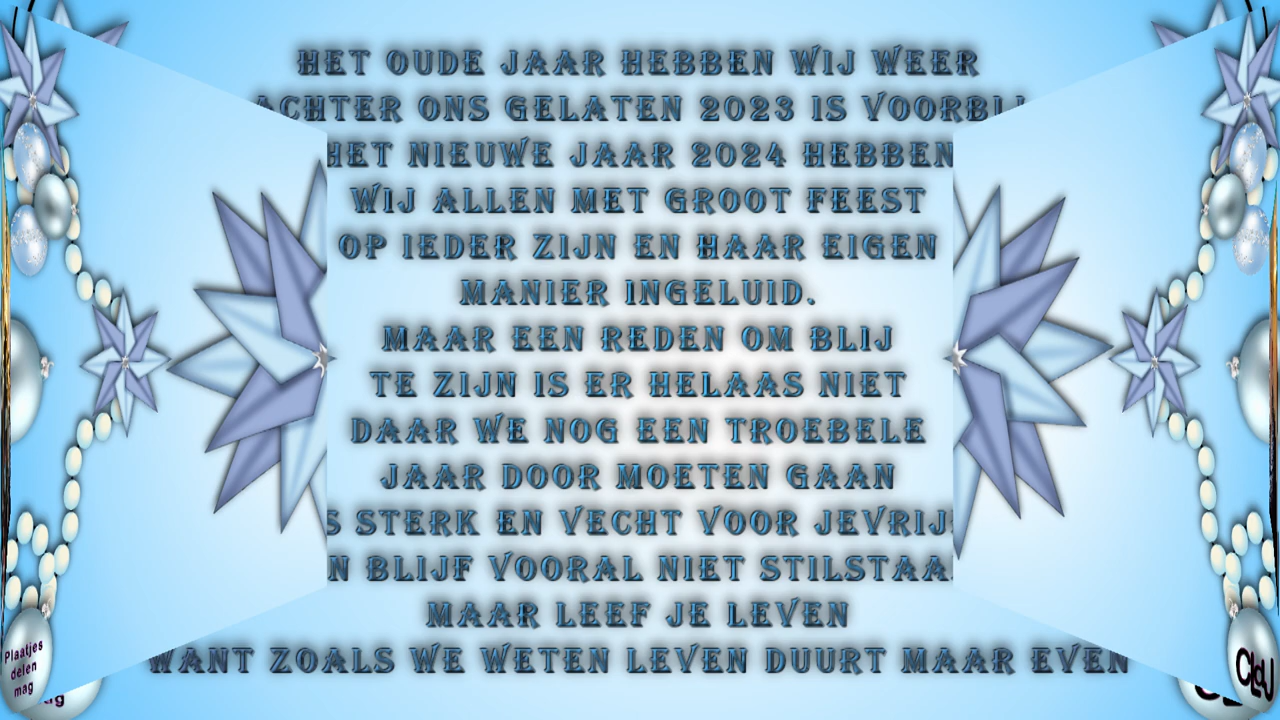 HET OUDE JAAR HEBBEN WIJ WEER
ACHTER ONS GELATEN 2023 IS VOORBIJ
HET NIEUWE JAAR 2024 HEBBEN
WIJ ALLEN MET GROOT FEEST
OP IEDER ZIJN EN HAAR EIGEN
MANIER INGELUID.
MAAR EEN REDEN OM BLIJ
TE ZIJN IS ER HELAAS NIET
DAAR WE NOG EEN TROEBELE
JAAR DOOR MOETEN GAAN
STERK EN VECHT VOOR
BLIJF VOORAL NIET
MAAR LEEF JE LEVEN
WANT ZOALS WE WETEN LEVEN DUURT MAAR EVEN
Plaatjes
delen
mag
CLdJ